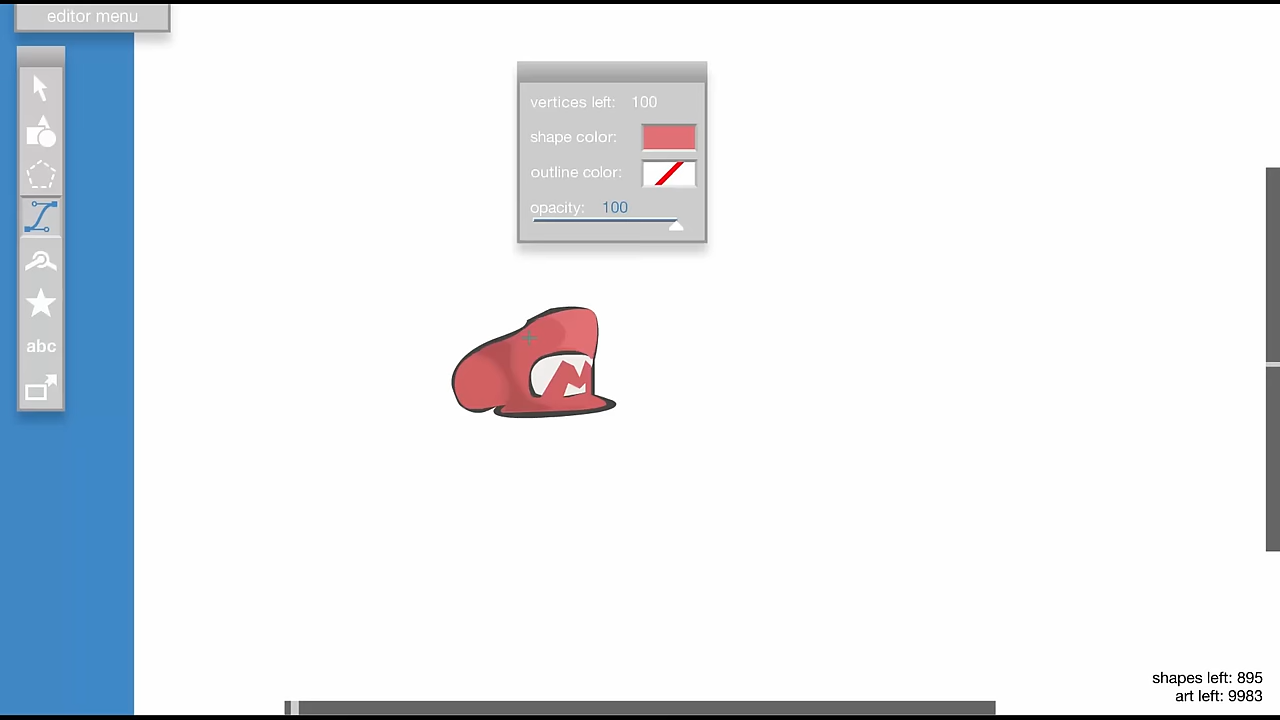 editor menu
vertices left: 100
shape color:
outline color:
opacity: 100
M
abc
shapes left: 895
art left: 9983